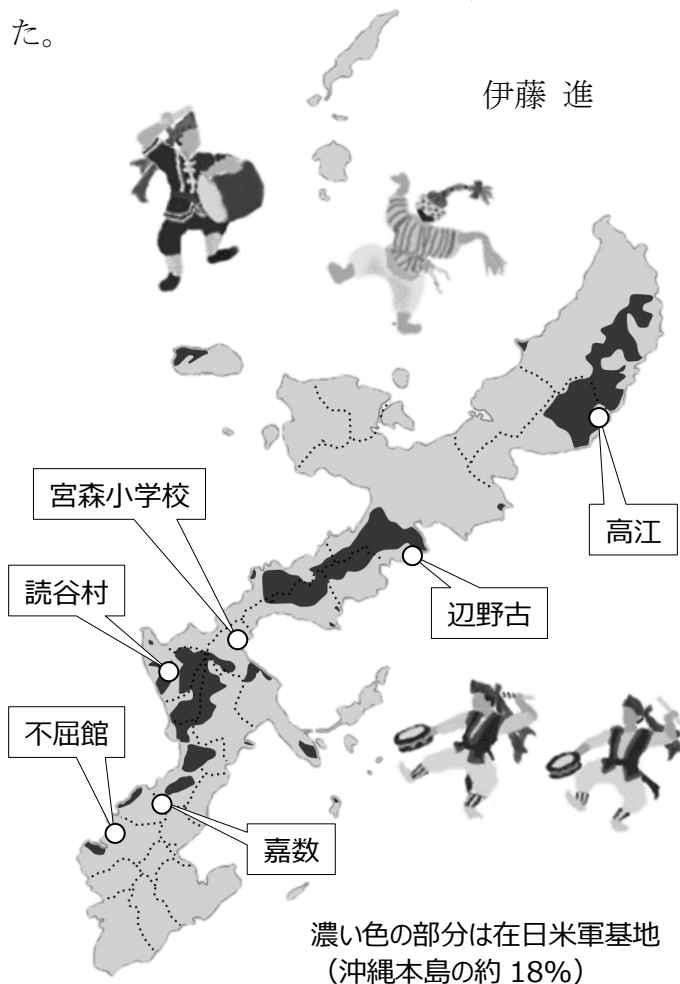 た。
伊藤 進
宮森小学校
高江
読谷村
辺野古
不屈館
嘉数
濃い色の部分は在日米軍基地
（沖縄本島の約 18%）